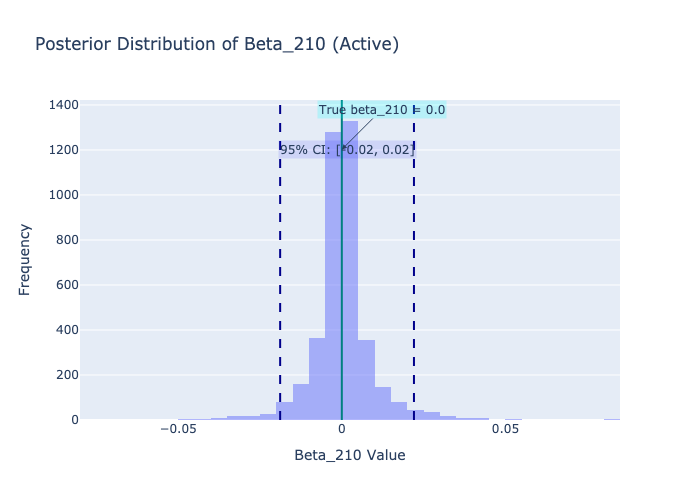 Posterior Distribution of Beta_210 (Active)
1400
True beta_210 = 0.0
1200
95% CI: [-0.02, 0.02]
1000
800
600
400
200
0
Frequency
−0.05
0
0.05
Beta_210 Value